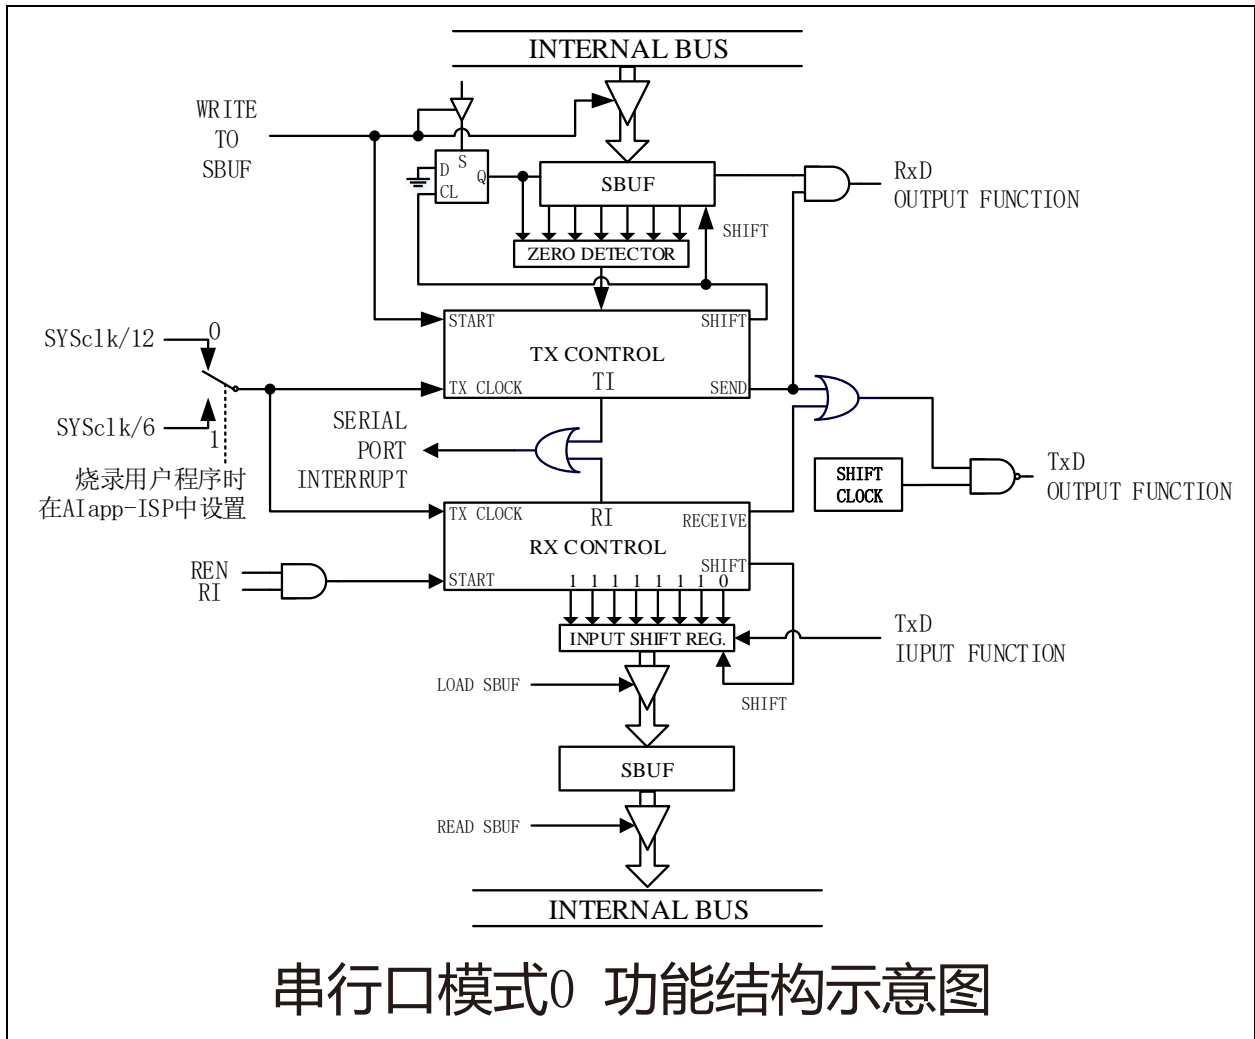 INTERNAL BUS
WRITE
TO
SBUF
S
D
Q
CL
SBUF
RxD
OUTPUT FUNCTION
SHIFT
ZERO DETECTOR
START
SHIFT
TX CONTROL
TI
TX CLOCK
SEND
SYSclk/12
0
SYSclk/6
1
烧录用户程序时
在AIapp-ISP中设置
SERIAL
PORT
INTERRUPT
SHIFT
CLOCK
TxD
OUTPUT FUNCTION
TX CLOCK
RI
RECEIVE
RX CONTROL
SHIFT
START
1 1 1 1 1 1 1 0
REN
RI
INPUT SHIFT REG.
TxD
IUPUT FUNCTION
LOAD SBUF
SHIFT
SBUF
READ SBUF
INTERNAL BUS
串行口模式0 功能结构示意图